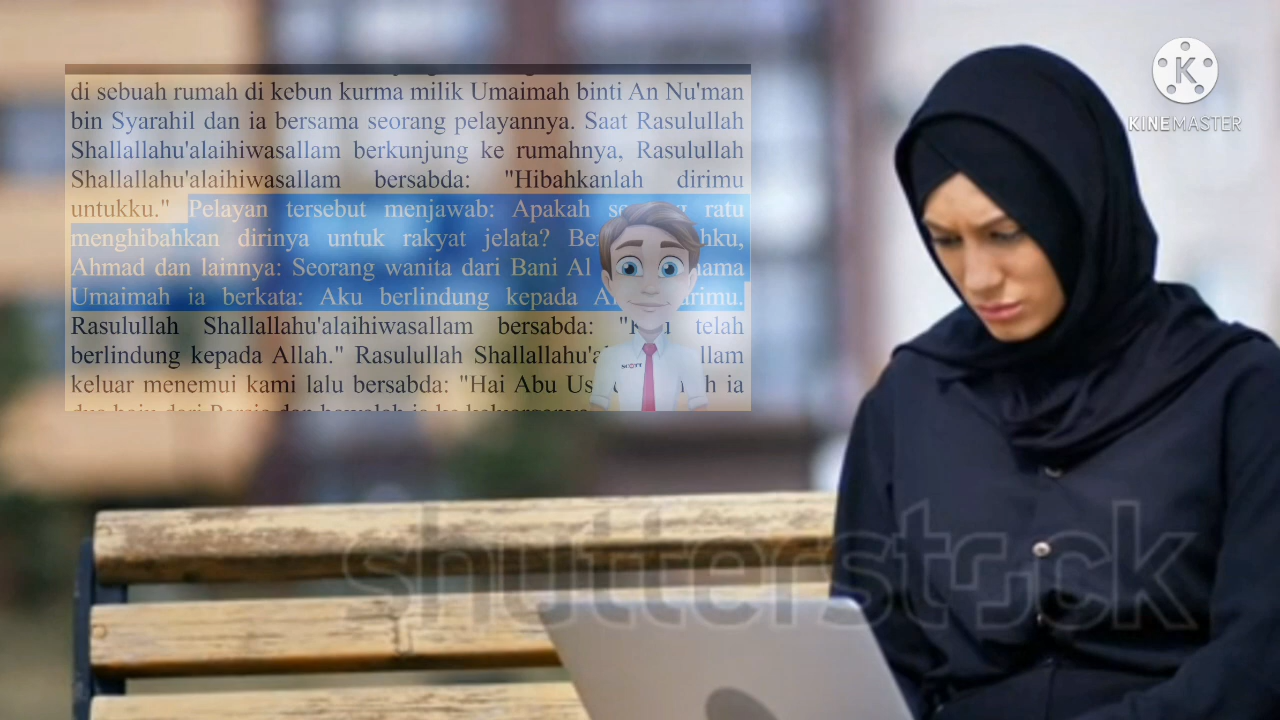 di sebuah rumah di kebun kurma milik Umaimah binti An Nu'man
bin Syarahil dan ia bersama seorang pelayannya. Saat Rasulullah
Shallallahu'alaihiwasallam berkunjung ke rumahnya, Rasulullah
Shallallahu'alaihiwasallam bersabda: "Hibahkanlah dirimu
untukku." Pelayan tersebut menjawab: Apakah ratu
menghibahkan dirinya untuk rakyat jelata?
Ahmad dan lainnya: Seorang wanita dari Bani Al
Umaimah ia berkata: Aku berlindung kepada
Rasulullah Shallallahu'alaihiwasallam bersabda: telah
berlindung kepada Allah." Rasulullah
keluar menemui kami lalu bersabda: "Hai Abu ia
KINEMASTER
SCOTT
shutterstock